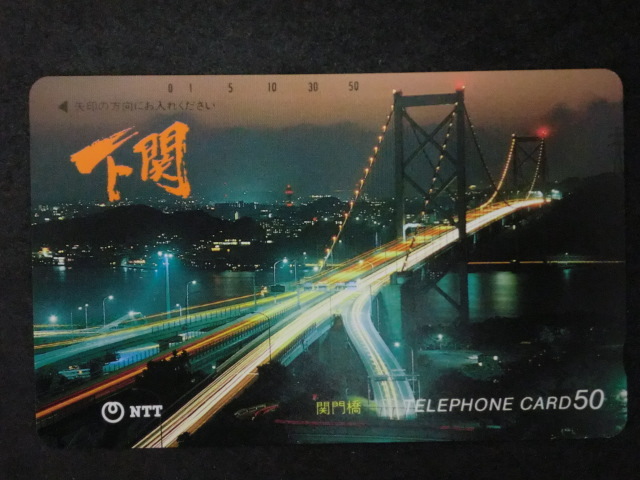 0 1 5 10 30 50
◀ 矢印の方向にお入れください
下関
NTT
関門橋
TELEPHONE CARD 50